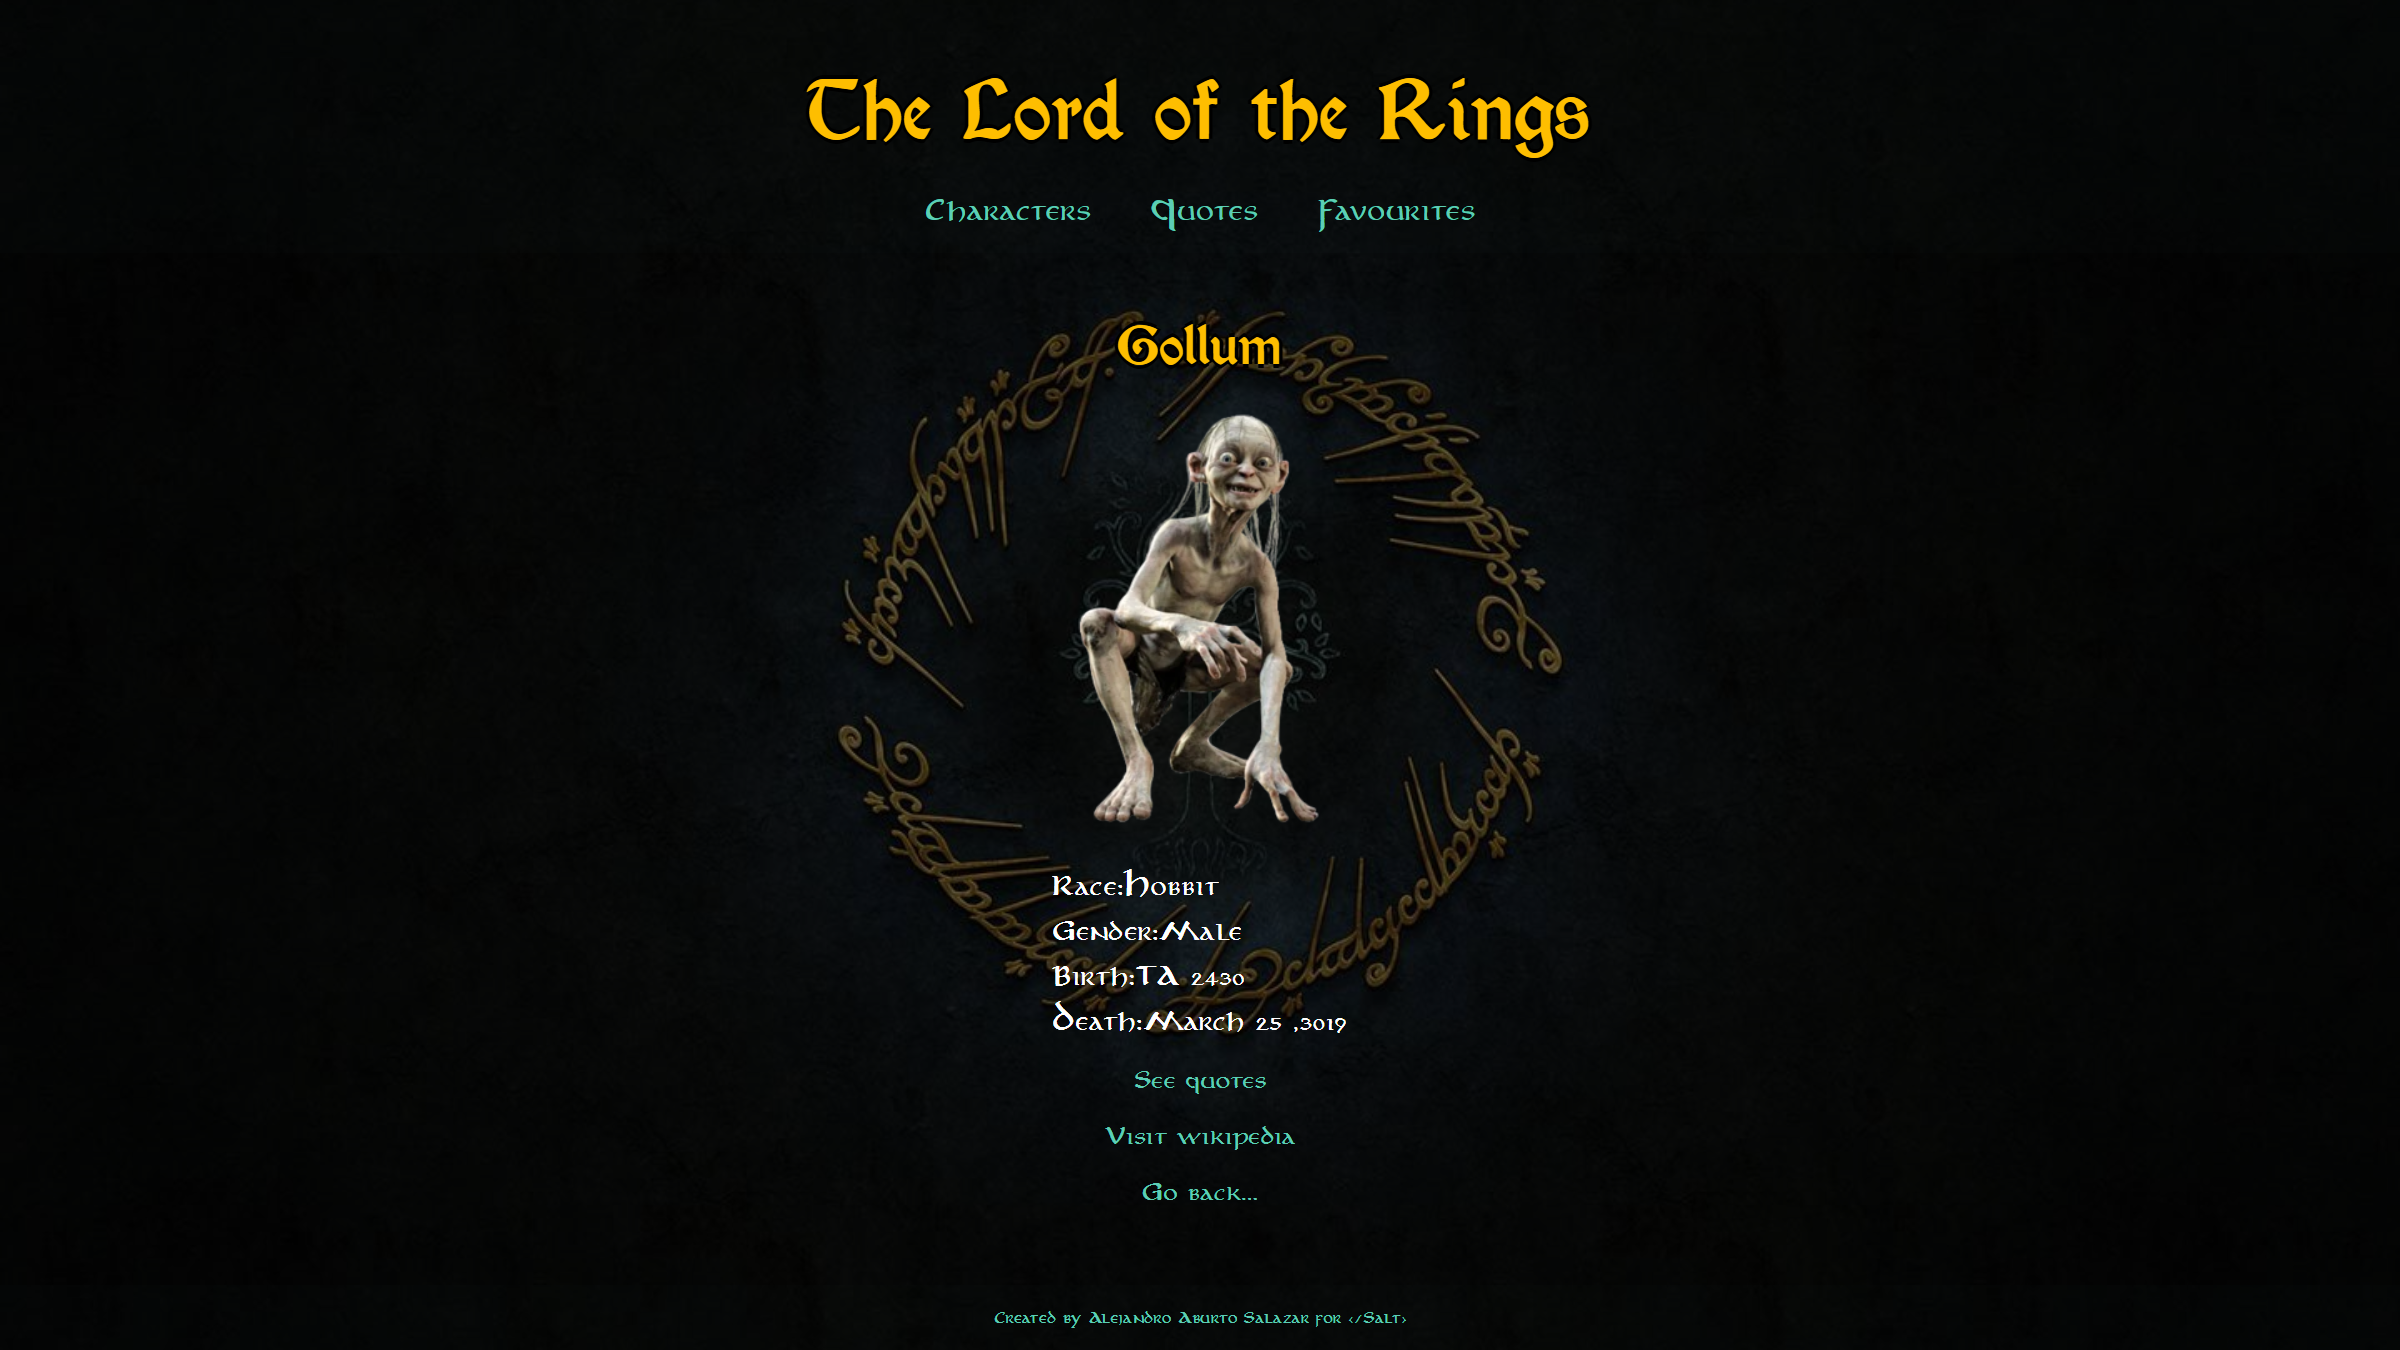 The Lord of the Rings
Characters Quotes Favourites
Gollum
Race:Hobbit
Gender:Male
Birth:TA 2430
Death:March 25 ,3019
See quotes
Visit wikipedia
Go back...
Created by Alejandro Aburto Salazar for </Salt>